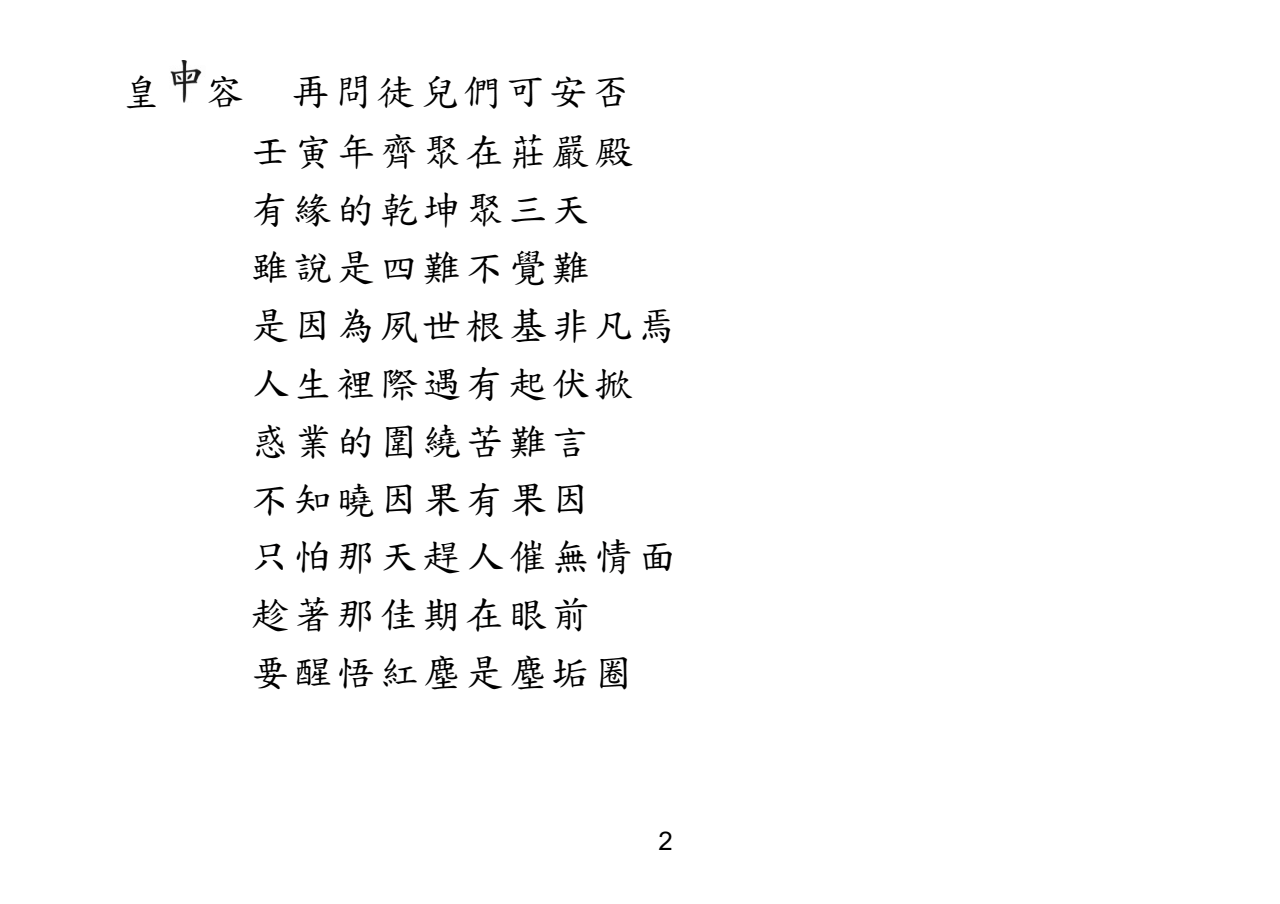 皇𠁩容　再問徒兒們可安否
壬寅年齊聚在莊嚴殿
有緣的乾坤聚三天
雖說是四難不覺難
是因為夙世根基非凡焉
人生裡際遇有起伏掀
惑業的圍繞苦難言
不知曉因果有果因
只怕那天趕人催無情面
趁著那佳期在眼前
要醒悟紅塵是塵垢圈
2